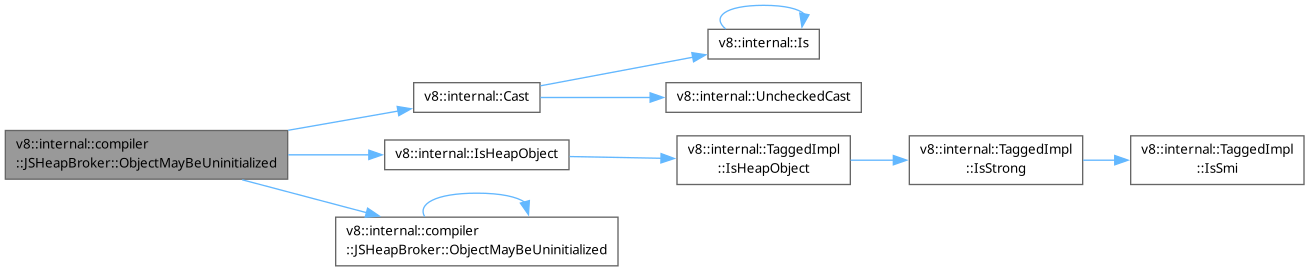 v8::internal::Is
v8::internal::Cast
v8::internal::UncheckedCast
v8::internal::compiler
::JSHeapBroker::ObjectMayBeUninitialized
v8::internal::IsHeapObject
v8::internal::TaggedImpl
::IsHeapObject
v8::internal::TaggedImpl
::IsStrong
v8::internal::TaggedImpl
::IsSmi
v8::internal::compiler
::JSHeapBroker::ObjectMayBeUninitialized